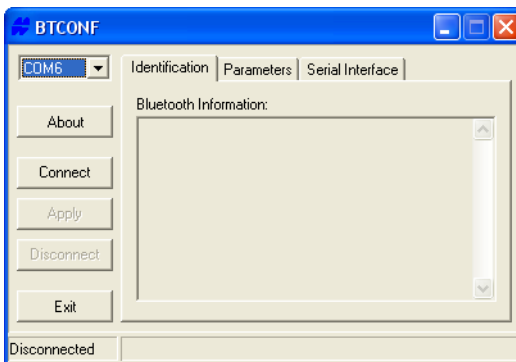 BTCONF
COM6
Identification
Parameters
Serial Interface
Bluetooth Information:
About
Connect
Apply
Disconnect
Exit
Disconnected